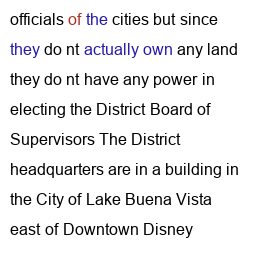 officials of the cities but since
they do nt actually own any land
they do nt have any power in
electing the District Board of
Supervisors The District
headquarters are in a building in
the City of Lake Buena Vista
east of Downtown Disney